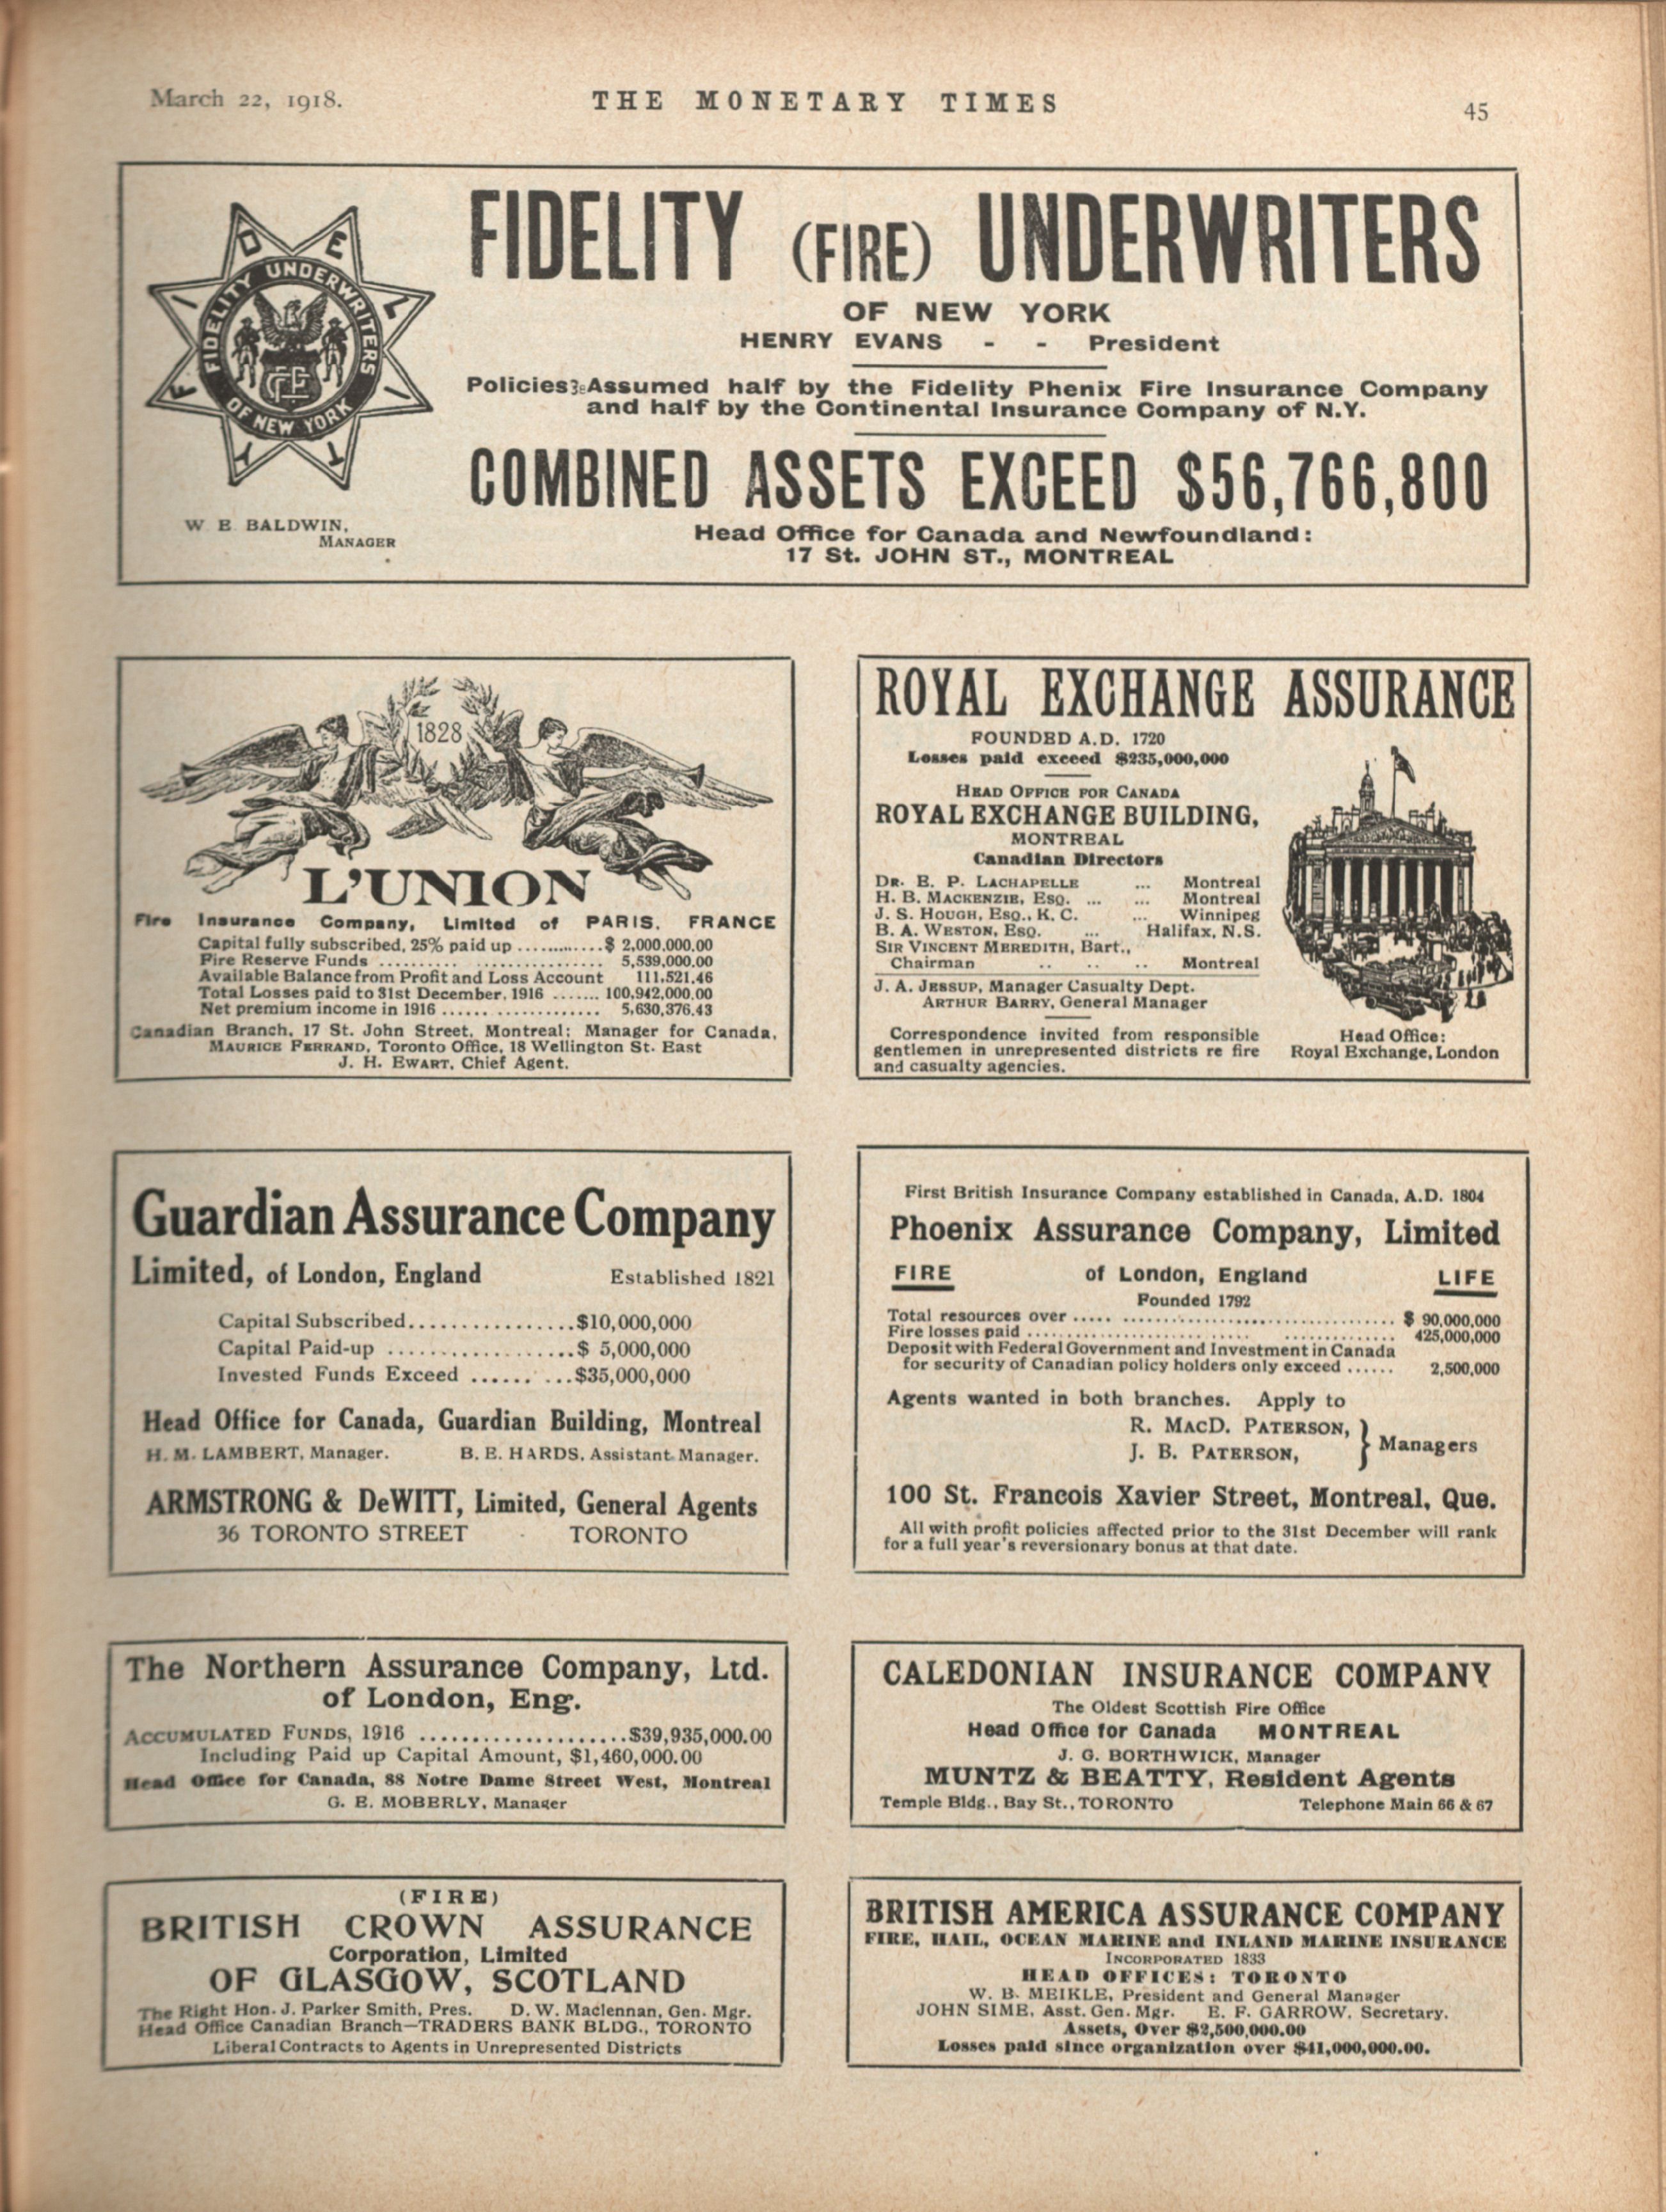 March 22, 1918.
THE MONETARY TIMES
45
FIDELITY UNDERWRITERS
OF NEW YORK
FIDELITY
W E BALDWIN,
MANAGER
FIDELITY (FIRE) UNDERWRITERS
OF NEW YORK
HENRY EVANS - - President
Policies Assumed half by the Fidelity Phenix Fire Insurance Company
and half by the Continental Insurance Company of N.Y.
COMBINED ASSETS EXCEED $56,766,800
Head Office for Canada and Newfoundland:
17 St. JOHN ST., MONTREAL
1828
L'UNION
Fire Insurance Company, Limited of PARIS, FRANCE
Capital fully subscribed, 25% paid up ............$ 2,000,000.00
Fire Reserve Funds .......... ................ 5,539,000.00
Available Balance from Profit and Loss Account 111,521.46
Total Losses paid to 31st December, 1916 ....... 100,942,000.00
Net premium income in 1916 ...... ............. 5,630,376.43
Canadian Branch, 17 St. John Street, Montreal; Manager for Canada,
MAURICE FERRAND, Toronto Office, 18 Wellington St. East
J. H. EWART, Chief Agent.
ROYAL EXCHANGE ASSURANCE
FOUNDED A.D. 1720
Losses paid exceed $235,000,000
HEAD OFFICE FOR CANADA
ROYAL EXCHANGE BUILDING,
MONTREAL
Canadian Directors
DR. E. P. LACHAPELLE ... Montreal
H. B. MACKENZIE, ESQ. ... ... Montreal
J. S. HOUGH, ESQ., K. C. ... Winnipeg
B. A. WESTON, ESQ. ... Halifax, N.S.
SIR VINCENT MEREDITH, Bart.,
Chairman .. .. .. Montreal
J. A. JESSUP, Manager Casualty Dept.
ARTHUR BARRY, General Manager
Correspondence invited from responsible
gentlemen in unrepresented districts re fire
and casualty agencies.
Head Office:
Royal Exchange, London
Guardian Assurance Company
Limited, of London, England Established 1821
Capital Subscribed................$10,000,000
Capital Paid-up ..................$ 5,000,000
Invested Funds Exceed ...... ...$35,000,000
Head Office for Canada, Guardian Building, Montreal
H. M. LAMBERT, Manager. B. E. HARDS, Assistant Manager.
ARMSTRONG & DeWITT, Limited, General Agents
36 TORONTO STREET - TORONTO
First British Insurance Company established in Canada, A.D. 1804
Phoenix Assurance Company, Limited
FIRE of London, England LIFE
Founded 1792
Total resources over ..... .................................. $ 90,000,000
Fire losses paid ............................. .............. 425,000,000
Deposit with Federal Government and Investment in Canada
for security of Canadian policy holders only exceed ...... 2,500,000
Agents wanted in both branches. Apply to
R. MACD. PATERSON, } Managers
J. B. PATERSON,
100 St. Francois Xavier Street, Montreal, Que.
All with profit policies affected prior to the 31st December will rank
for a full year's reversionary bonus at that date.
The Northern Assurance Company, Ltd.
of London, Eng.
ACCUMULATED FUNDS, 1916 ....................$39,935,000.00
Including Paid up Capital Amount, $1,460,000.00
Head Office for Canada, 88 Notre Dame Street West, Montreal
G. E. MOBERLY, Manager
CALEDONIAN INSURANCE COMPANY
The Oldest Scottish Fire Office
Head Office for Canada MONTREAL
J. G. BORTHWICK, Manager
MUNTZ & BEATTY, Resident Agents
Temple Bldg., Bay St., TORONTO Telephone Main 66 & 67
(FIRE)
BRITISH CROWN ASSURANCE
Corporation, Limited
OF GLASGOW, SCOTLAND
The Right Hon. J. Parker Smith, Pres. D. W. Maclennan, Gen. Mgr.
Head Office Canadian Branch—TRADERS BANK BLDG., TORONTO
Liberal Contracts to Agents in Unrepresented Districts
BRITISH AMERICA ASSURANCE COMPANY
FIRE, HAIL, OCEAN MARINE and INLAND MARINE INSURANCE
INCORPORATED 1833
HEAD OFFICES: TORONTO
W. B. MEIKLE, President and General Manager
JOHN SIME, Asst. Gen. Mgr. E. F. GARROW, Secretary.
Assets, Over $2,500,000.00
Losses paid since organization over $41,000,000.00.